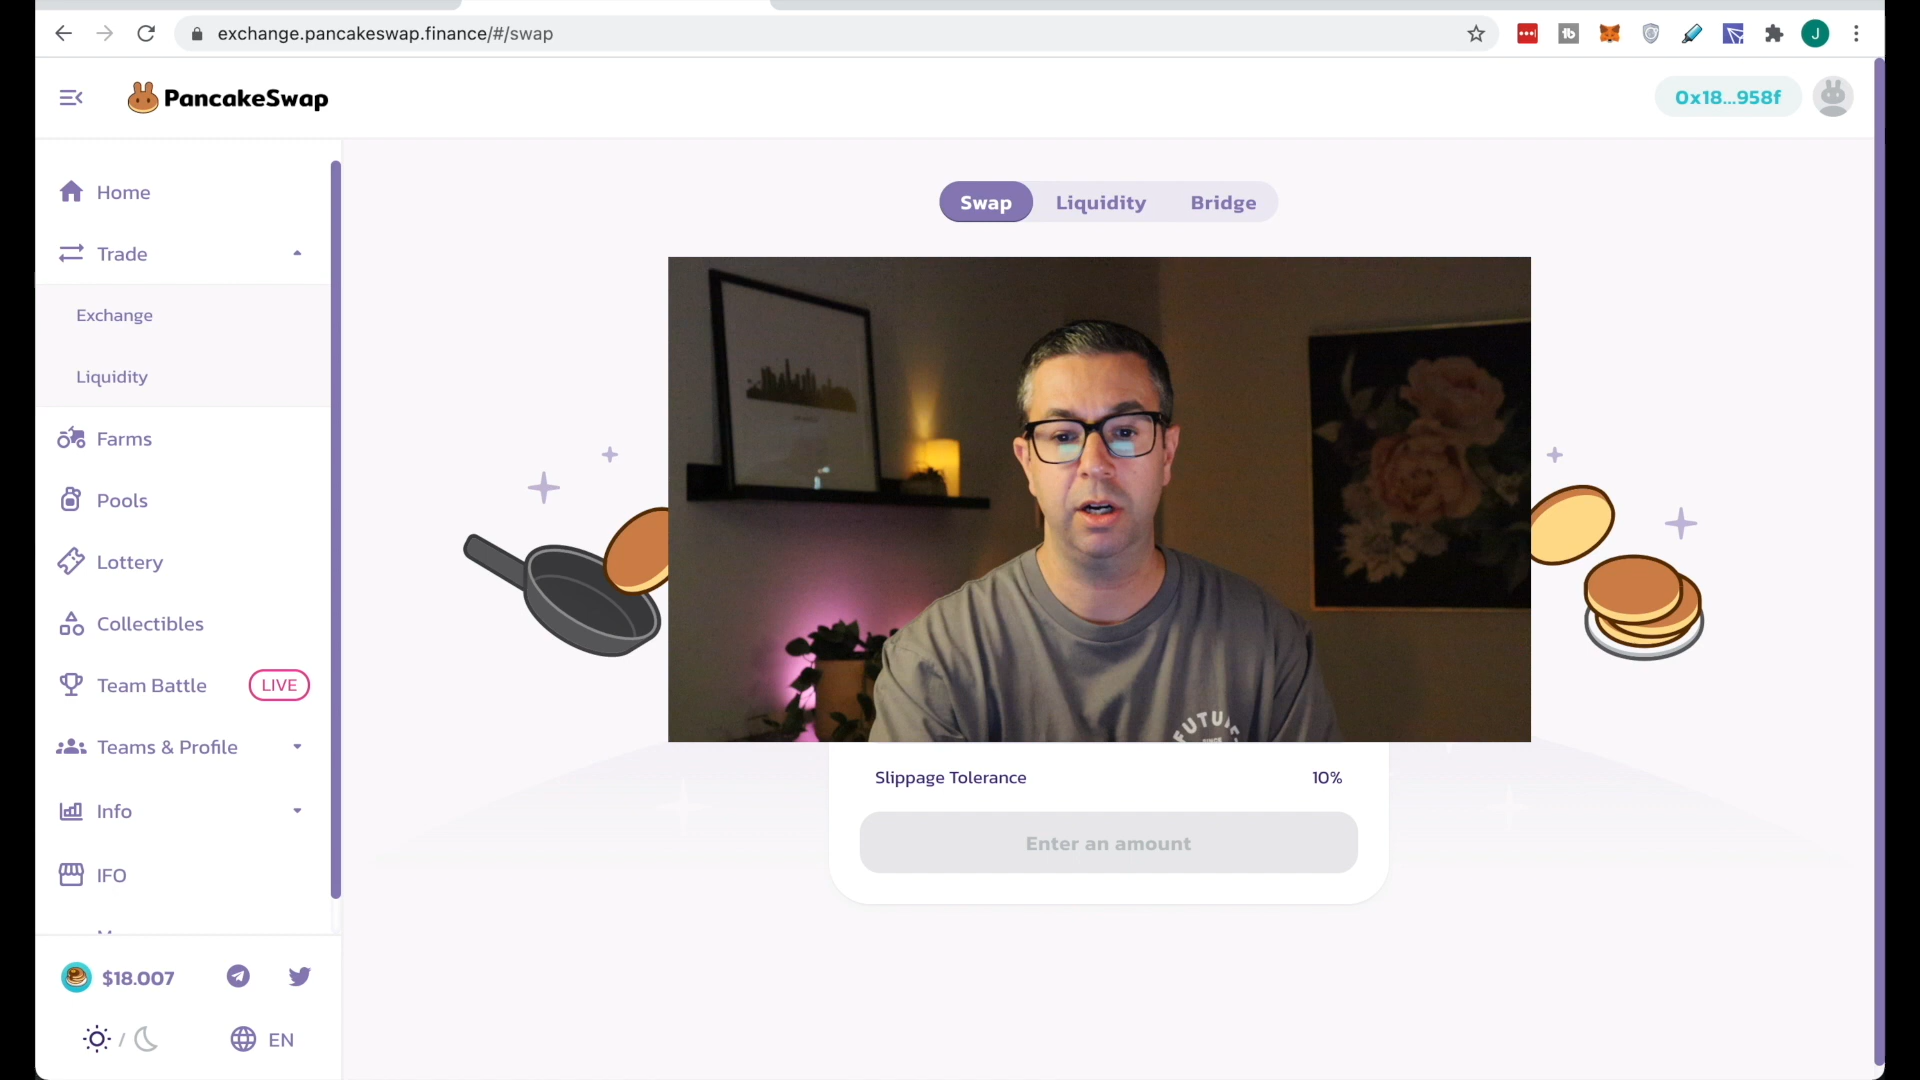 exchange.pancakeswap.finance/#/swap
J
PancakeSwap
0x18...958f
Home
Trade
Exchange
Liquidity
Farms
Pools
Lottery
Collectibles
Team Battle LIVE
Teams & Profile
Info
IFO
$18.007
/
EN
Swap Liquidity Bridge
Slippage Tolerance 10%
Enter an amount